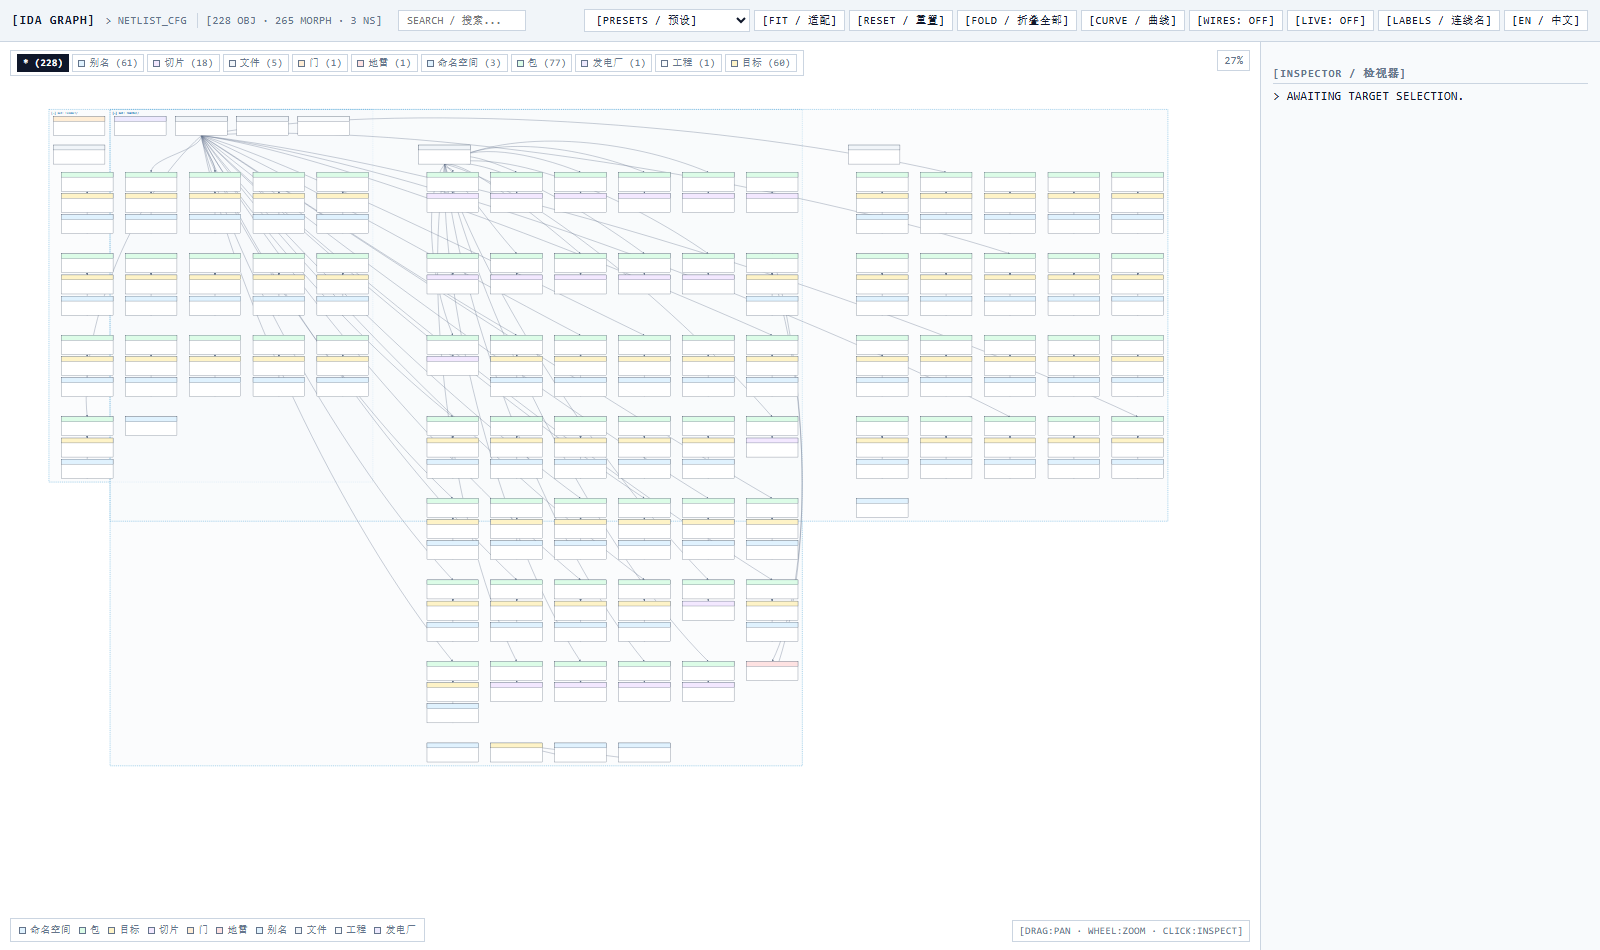 [IDA GRAPH] > NETLIST_CFG [228 OBJ · 265 MORPH · 3 NS] SEARCH / 搜索... [PRESETS / 预设] [FIT / 适配] [RESET / 重置] [FOLD / 折叠全部] [CURVE / 曲线] [WIRES: OFF] [LIVE: OFF] [LABELS / 连线名] [EN / 中文]
* (228) 别名 (61) 切片 (18) 文件 (5) 门 (1) 地雷 (1) 命名空间 (3) 包 (77) 发电厂 (1) 工程 (1) 目标 (60)
27%
[INSPECTOR / 检视器]
> AWAITING TARGET SELECTION.
命名空间 包 目标 切片 门 地雷 别名 文件 工程 发电厂
[DRAG:PAN · WHEEL:ZOOM · CLICK:INSPECT]